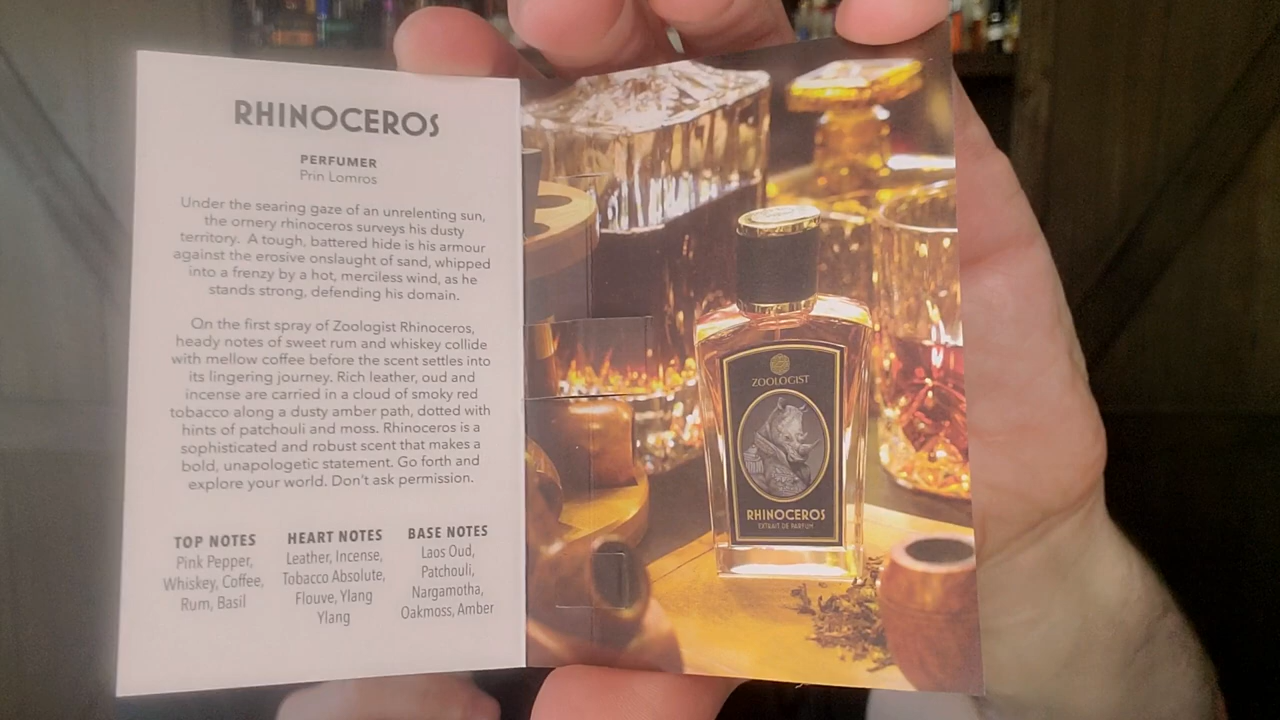 RHINOCEROS
PERFUMER
Prin Lomros
Under the searing gaze of an unrelenting sun,
the ornery rhinoceros surveys his dusty
territory. A tough, battered hide is his armour
against the erosive onslaught of sand, whipped
into a frenzy by a hot, merciless wind, as he
stands strong, defending his domain.
On the first spray of Zoologist Rhinoceros,
heady notes of sweet rum and whiskey collide
with mellow coffee before the scent settles into
its lingering journey. Rich leather, oud and
incense are carried in a cloud of smoky red
tobacco along a dusty amber path, dotted with
hints of patchouli and moss. Rhinoceros is a
sophisticated and robust scent that makes a
bold, unapologetic statement. Go forth and
explore your world. Don't ask permission.
TOP NOTES
Pink Pepper,
Whiskey, Coffee,
Rum, Basil
HEART NOTES
Leather, Incense,
Tobacco Absolute,
Flouve, Ylang
Ylang
BASE NOTES
Laos Oud,
Patchouli,
Nargamotha,
Oakmoss, Amber
ZOOLOGIST
RHINOCEROS
EXTRAIT DE PARFUM